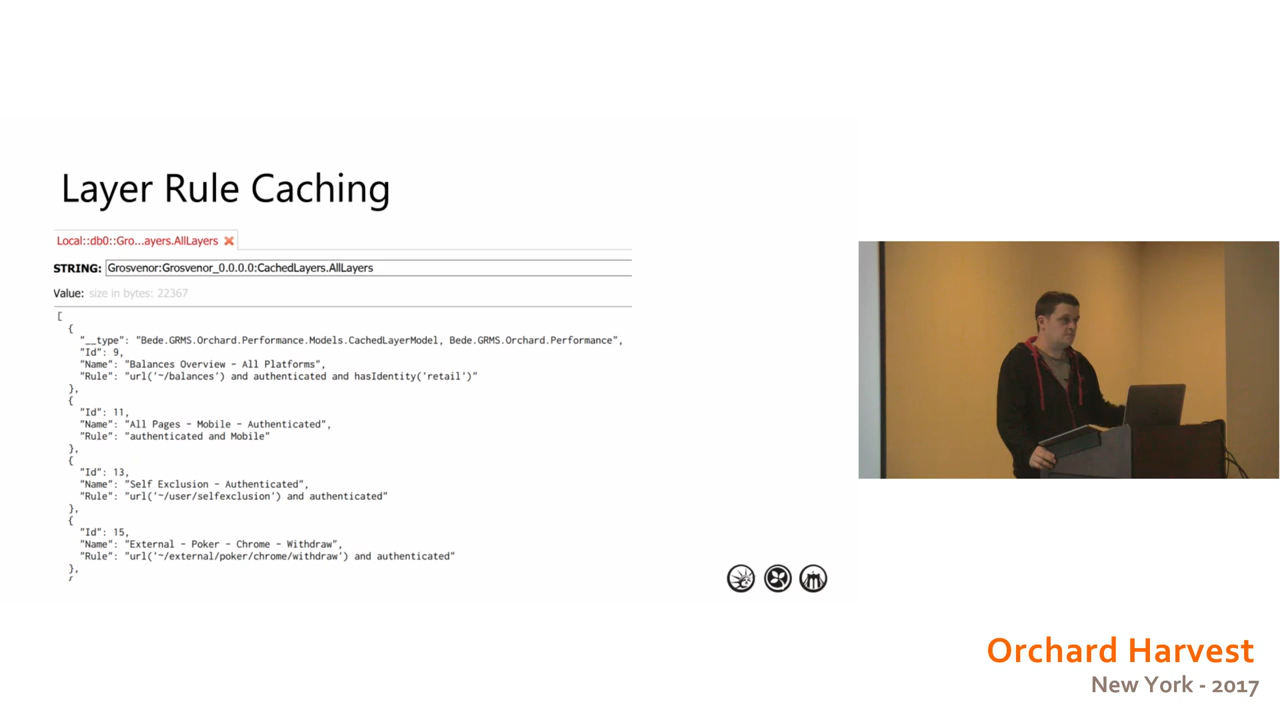 Layer Rule Caching
Local::db0::Gro...ayers.AllLayers
STRING: Grosvenor:Grosvenor_0.0.0.0:CachedLayers.AllLayers
Value: size in bytes: 22367
[
{
"__type": "Bede.GRMS.Orchard.Performance.Models.CachedLayerModel, Bede.GRMS.Orchard.Performance",
"Id": 9,
"Name": "Balances Overview - All Platforms",
"Rule": "url('~/balances') and authenticated and hasIdentity('retail')"
},
{
"Id": 11,
"Name": "All Pages - Mobile - Authenticated",
"Rule": "authenticated and Mobile"
},
{
"Id": 13,
"Name": "Self Exclusion - Authenticated",
"Rule": "url('~/user/selfexclusion') and authenticated"
},
{
"Id": 15,
"Name": "External - Poker - Chrome - Withdraw",
"Rule": "url('~/external/poker/chrome/withdraw') and authenticated"
},
Orchard Harvest
New York - 2017